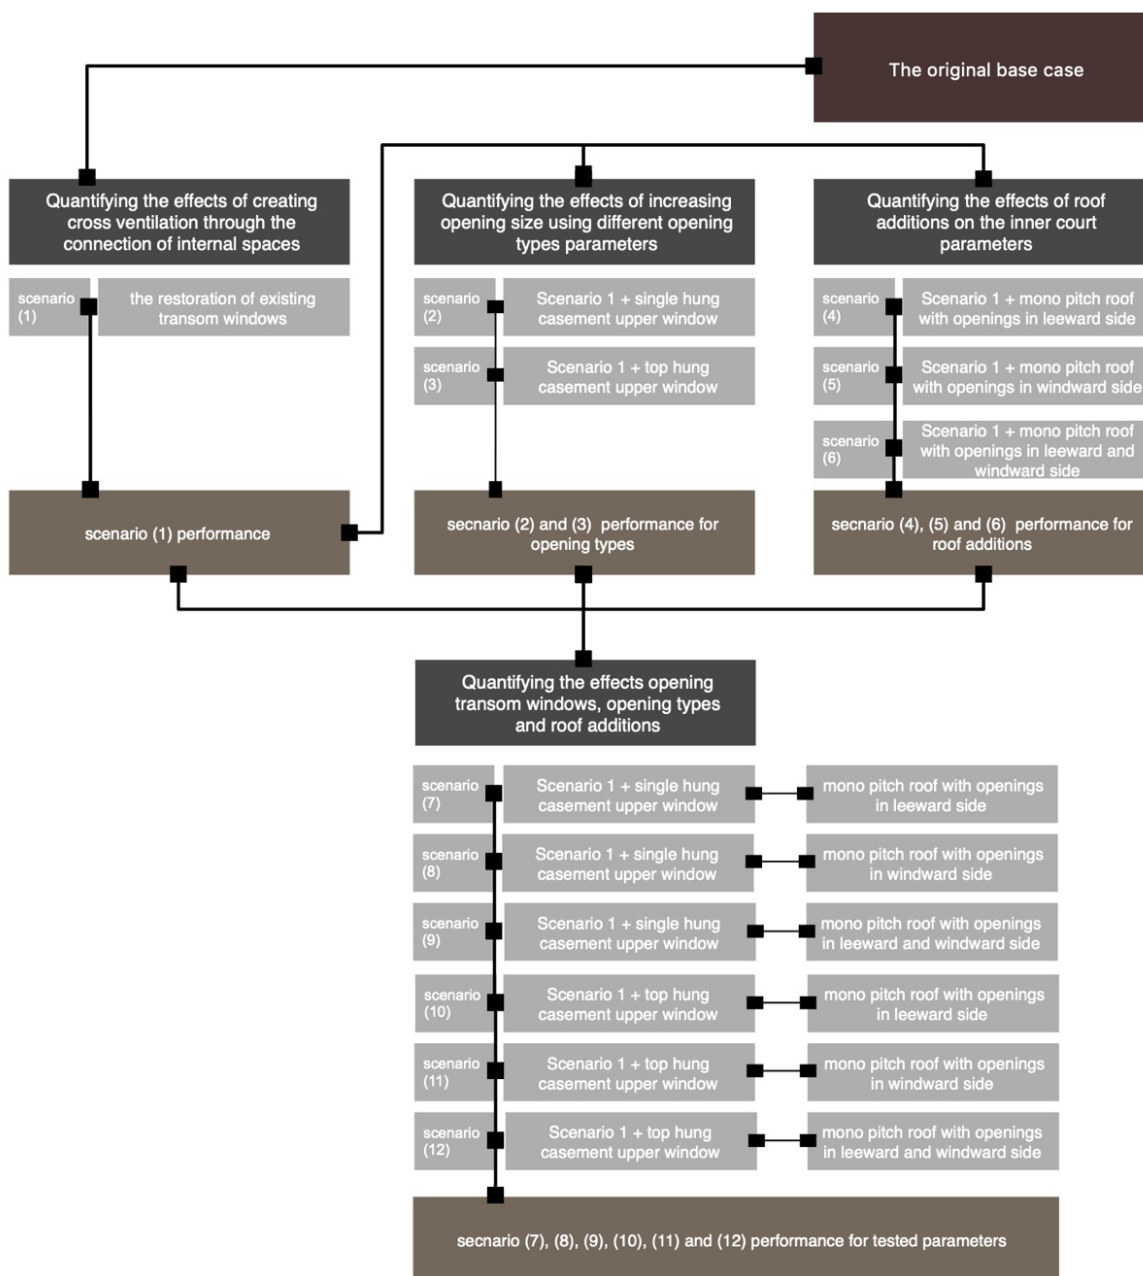 The original base case
Quantifying the effects of creating
cross ventilation through the
connection of internal spaces
scenario
(1)
the restoration of existing
transom windows
scenario (1) performance
Quantifying the effects of increasing
opening size using different opening
types parameters
scenario
(2)
Scenario 1 + single hung
casement upper window
scenario
(3)
Scenario 1 + top hung
casement upper window
secnario (2) and (3) performance for
opening types
Quantifying the effects of roof
additions on the inner court
parameters
scenario
(4)
Scenario 1 + mono pitch roof
with openings in leeward side
scenario
(5)
Scenario 1 + mono pitch roof
with openings in windward side
scenario
(6)
Scenario 1 + mono pitch roof
with openings in leeward and
windward side
secnario (4), (5) and (6) performance for
roof additions
Quantifying the effects opening
transom windows, opening types
and roof additions
scenario
(7)
Scenario 1 + single hung
casement upper window
mono pitch roof with openings
in leeward side
scenario
(8)
Scenario 1 + single hung
casement upper window
mono pitch roof with openings
in windward side
scenario
(9)
Scenario 1 + single hung
casement upper window
mono pitch roof with openings
in leeward and windward side
scenario
(10)
Scenario 1 + top hung
casement upper window
mono pitch roof with openings
in leeward side
scenario
(11)
Scenario 1 + top hung
casement upper window
mono pitch roof with openings
in windward side
scenario
(12)
Scenario 1 + top hung
casement upper window
mono pitch roof with openings
in leeward and windward side
secnario (7), (8), (9), (10), (11) and (12) performance for tested parameters